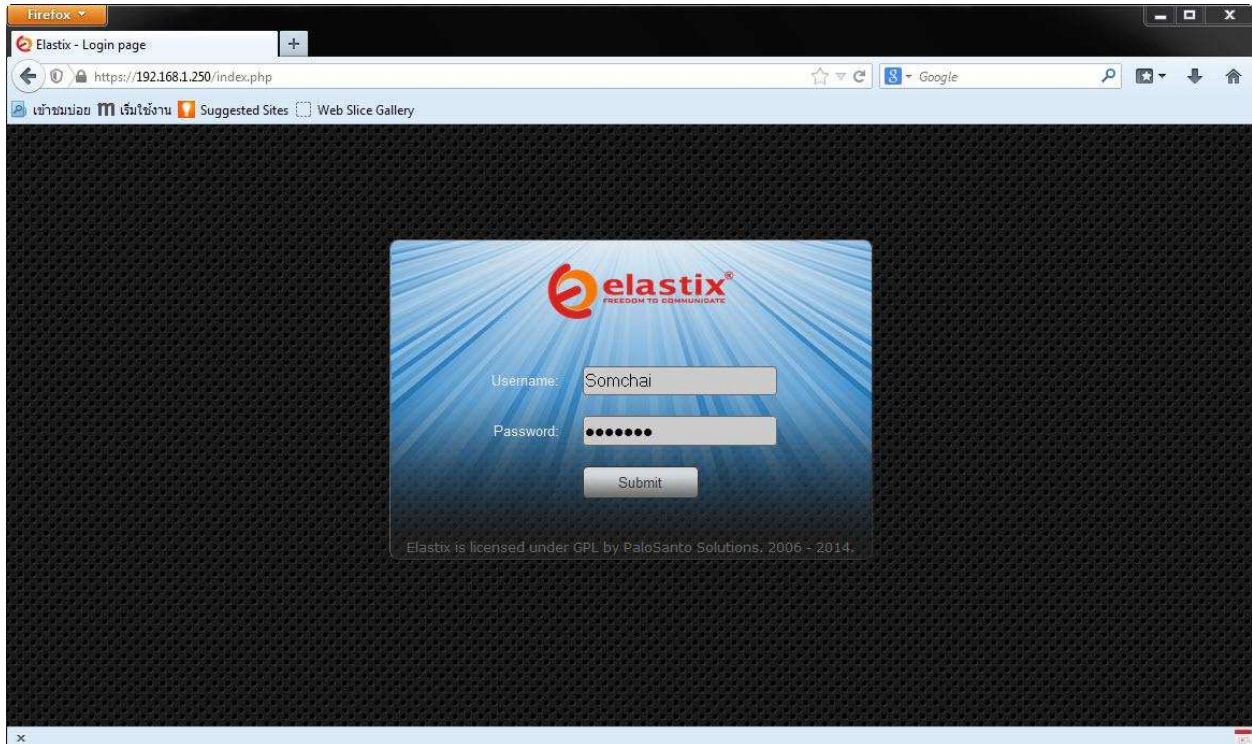 Firefox
Elastix - Login page
https://192.168.1.250/index.php
Google
เข้าชมบ่อย เริ่มใช้งาน Suggested Sites Web Slice Gallery
elastix®
FREEDOM TO COMMUNICATE
Username: Somchai
Password: ●●●●●●●
Submit
Elastix is licensed under GPL by PaloSanto Solutions. 2006 - 2014.